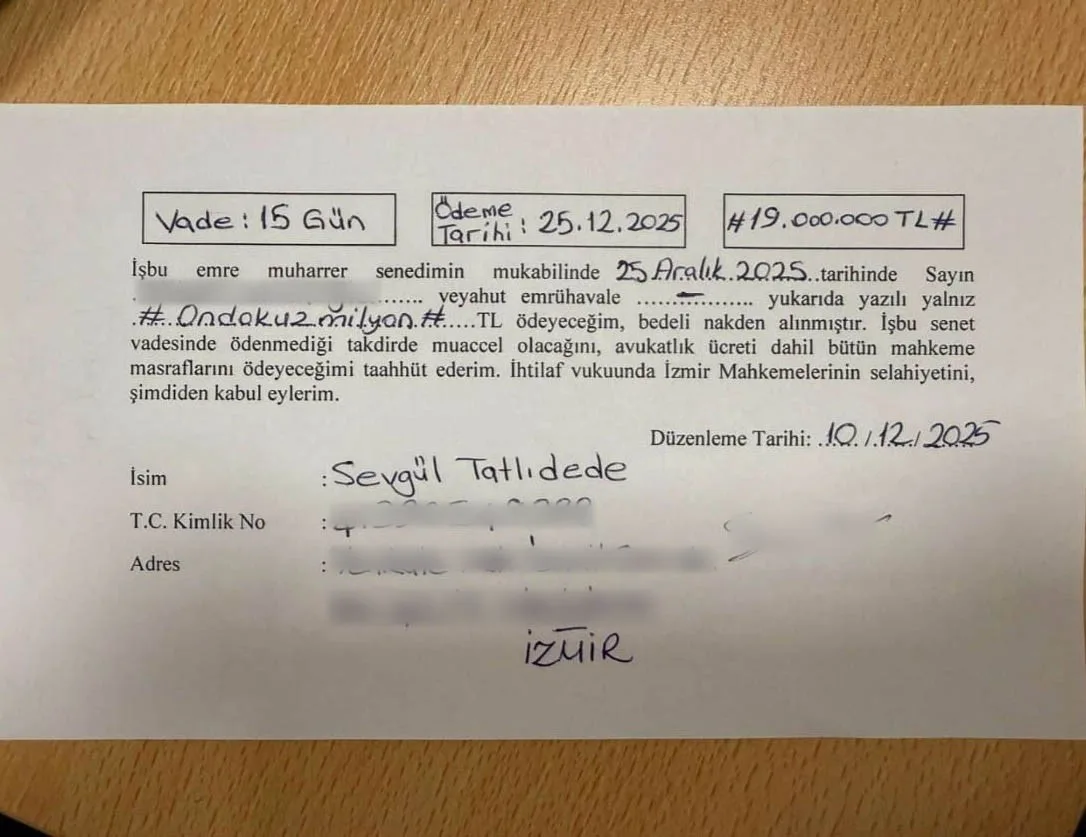 Vade : 15 Gün
Ödeme Tarihi : 25.12.2025
#19.000.000 TL#
İşbu emre muharrer senedimin mukabilinde 25 Aralık 2025..tarihinde Sayın
...... veyahut emrühavale ......–......... yukarıda yazılı yalnız
.#..Ondokuz milyon.#.....TL ödeyeceğim, bedeli nakden alınmıştır. İşbu senet
vadesinde ödenmediği takdirde muaccel olacağını, avukatlık ücreti dahil bütün mahkeme
masraflarını ödeyeceğimi taahhüt ederim. İhtilaf vukuunda İzmir Mahkemelerinin selahiyetini,
şimdiden kabul eylerim.
Düzenleme Tarihi: .10./.12./2025
İsim : Sevgül Tatlıdede
T.C. Kimlik No :
Adres :
İZMİR